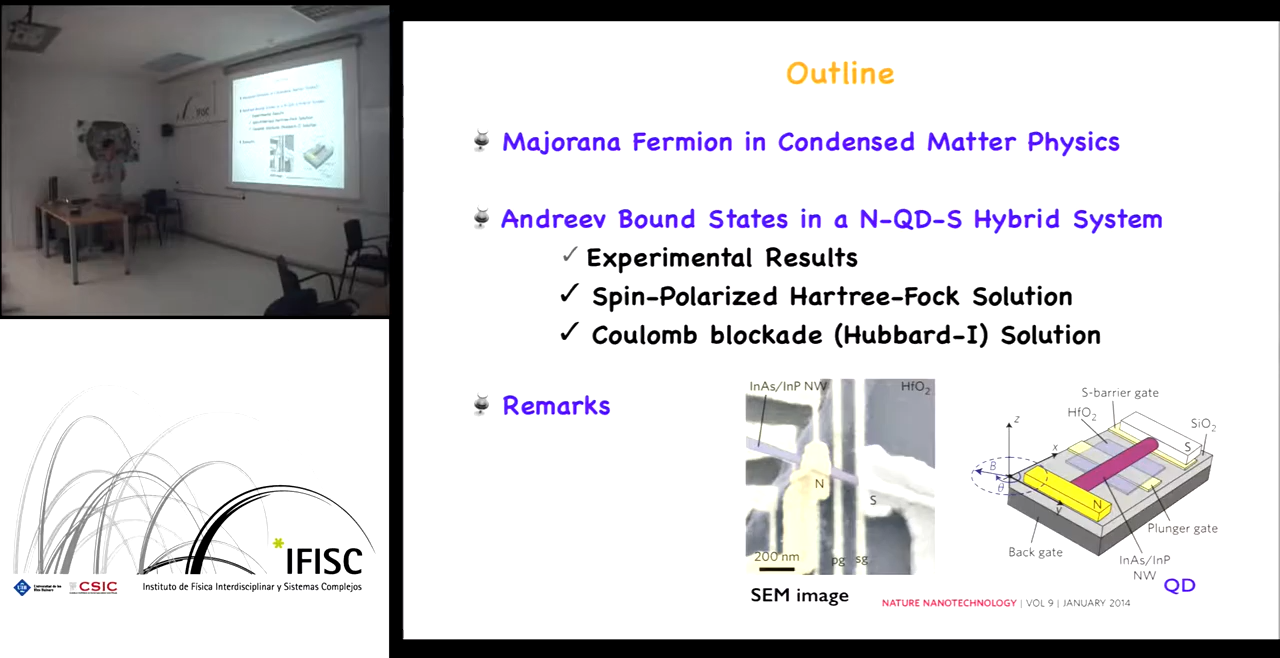 Outline
Majorana Fermion in Condensed Matter Physics
Andreev Bound States in a N-QD-S Hybrid System
✓ Experimental Results
✓ Spin-Polarized Hartree-Fock Solution
✓ Coulomb blockade (Hubbard-I) Solution
Remarks
InAs/InP NW
HfO2
N
S
200 nm
pg
sg
SEM image
S-barrier gate
HfO2
SiO2
z
x
S
B
θ
y
N
Plunger gate
Back gate
InAs/InP
NW
QD
NATURE NANOTECHNOLOGY | VOL 9 | JANUARY 2014
*IFISC
CSIC
Instituto de Física Interdisciplinar y Sistemas Complejos